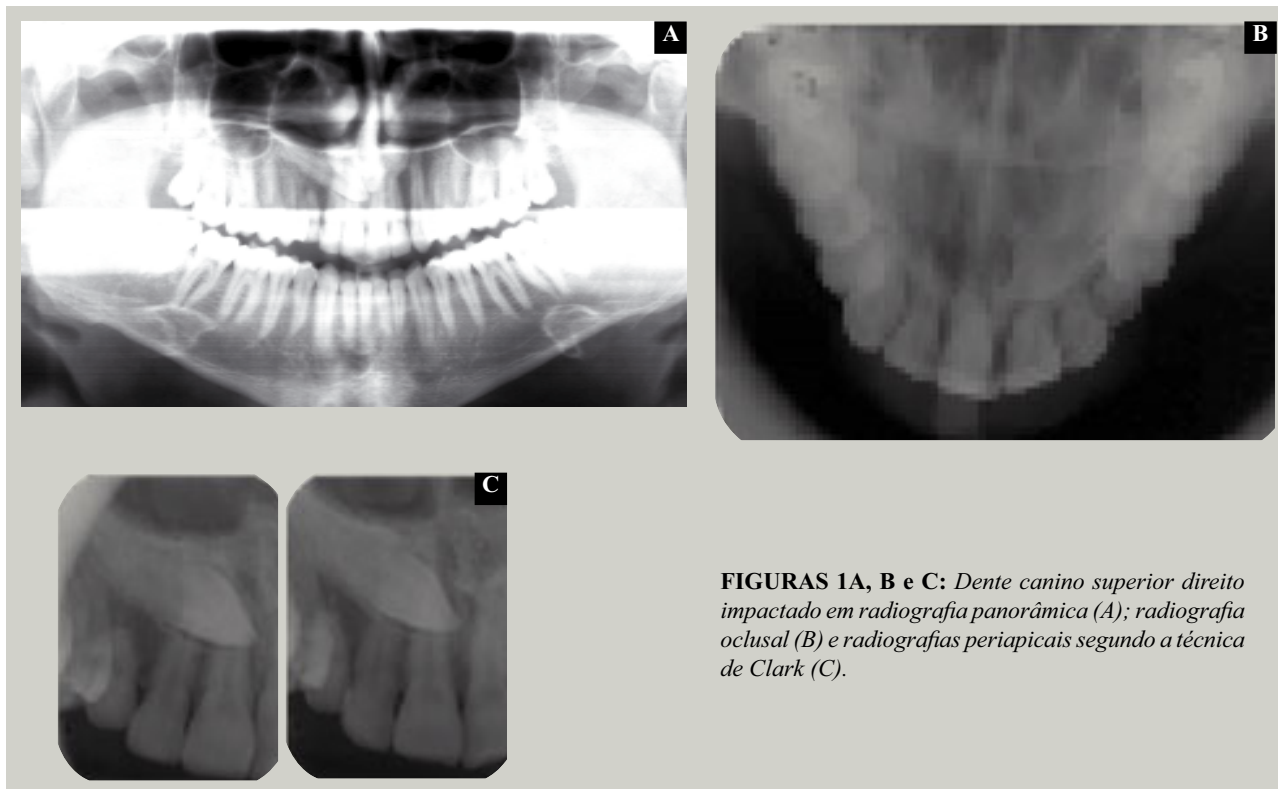 A
B
C
FIGURAS 1A, B e C: Dente canino superior direito
impactado em radiografia panorâmica (A); radiografia
oclusal (B) e radiografias periapicais segundo a técnica
de Clark (C).